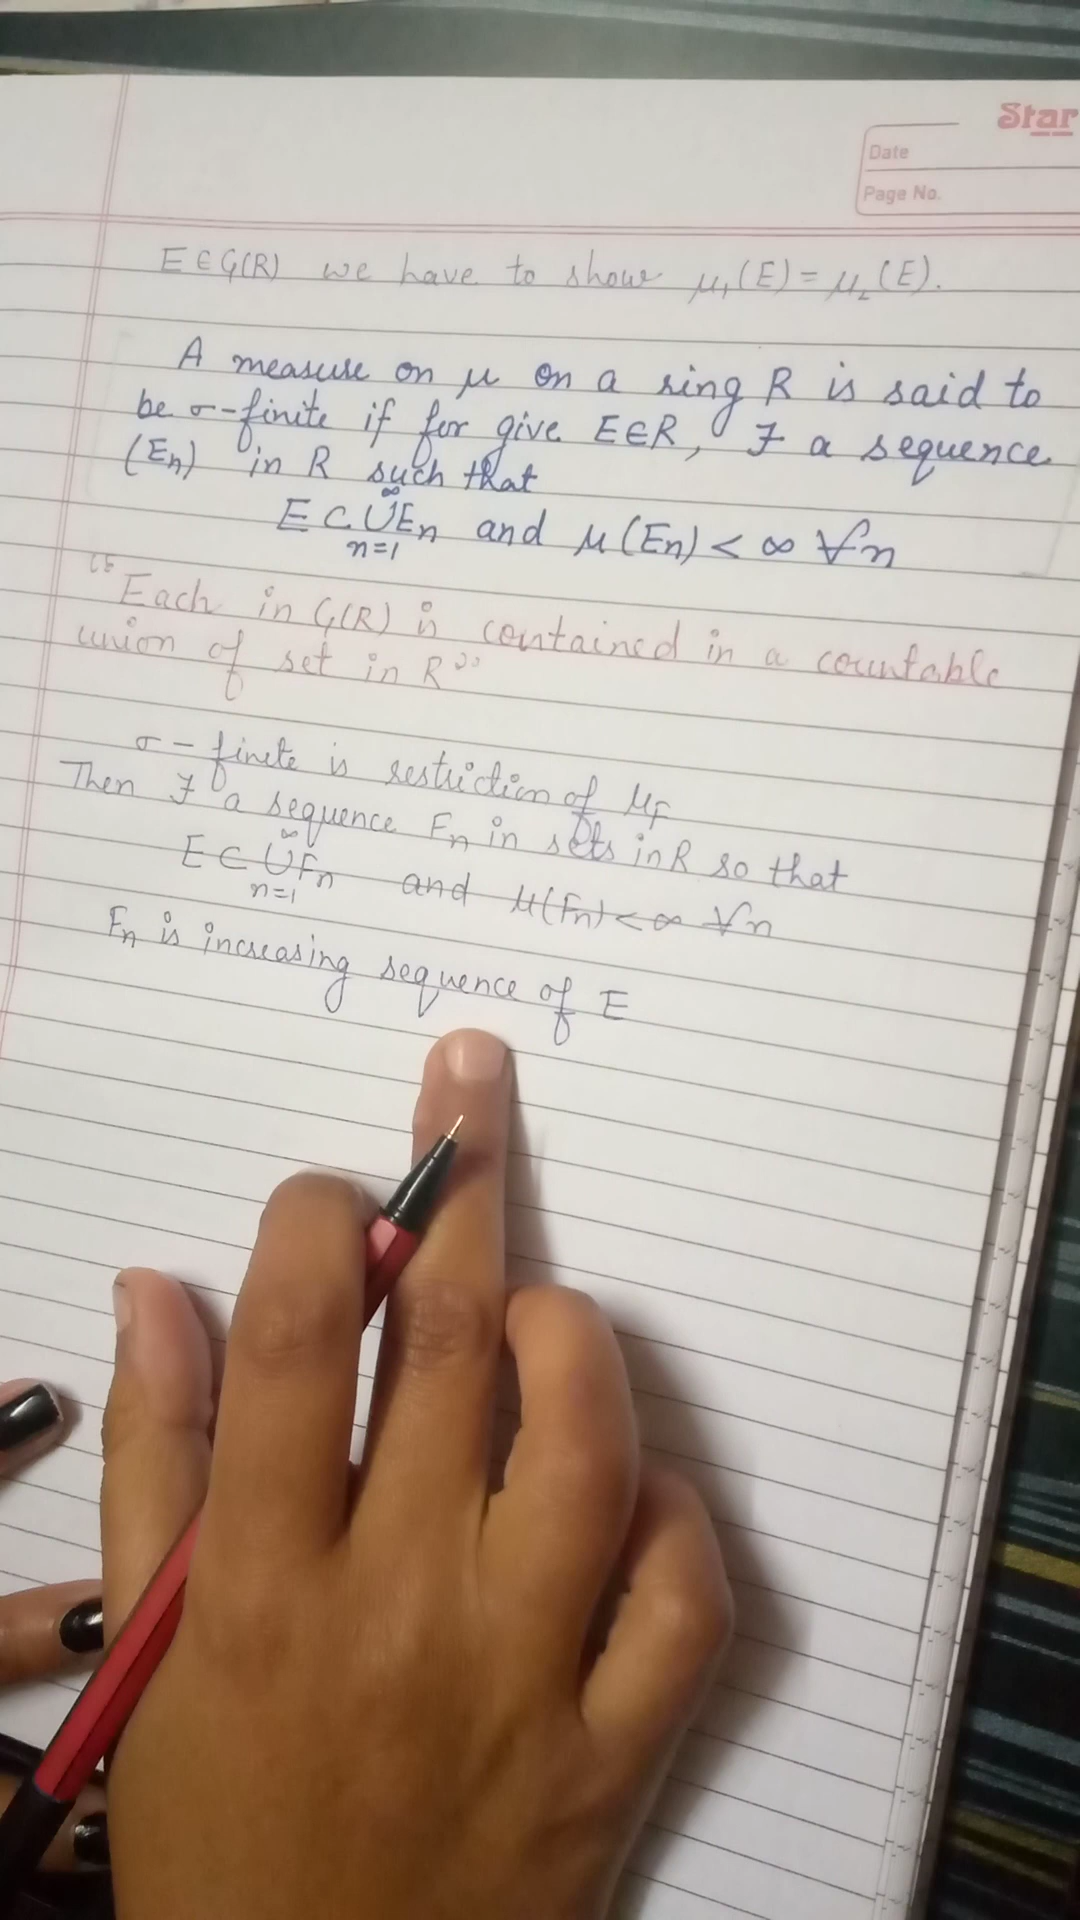 Star
Date
Page No.
E ∈ G(R) we have to show μ₁(E) = μ₂(E).
A measure on μ on a ring R is said to
be σ-finite if for give E∈R, ∃ a sequence
(En) in R such that
E ⊂ ∞∪n=1 En and μ(En) < ∞ ∀n
"Each in G(R) is contained in a countable
union of set in R"
σ-finite is restriction of μF
Then ∃ a sequence Fn in sets in R so that
E ⊂ ∞∪n=1 Fn and μ(Fn) < ∞ ∀n
Fn is increasing sequence of E